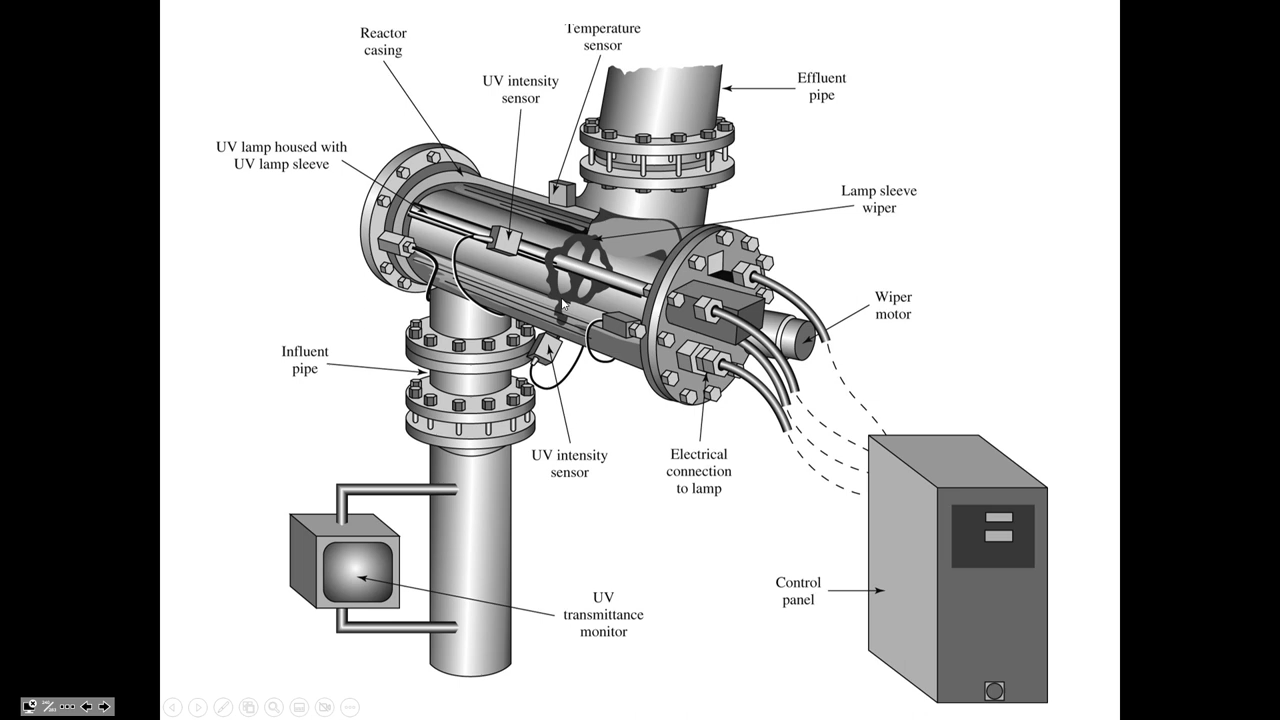 Reactor
casing
Temperature
sensor
UV intensity
sensor
Effluent
pipe
UV lamp housed with
UV lamp sleeve
Lamp sleeve
wiper
Wiper
motor
Influent
pipe
UV intensity
sensor
Electrical
connection
to lamp
Control
panel
UV
transmittance
monitor